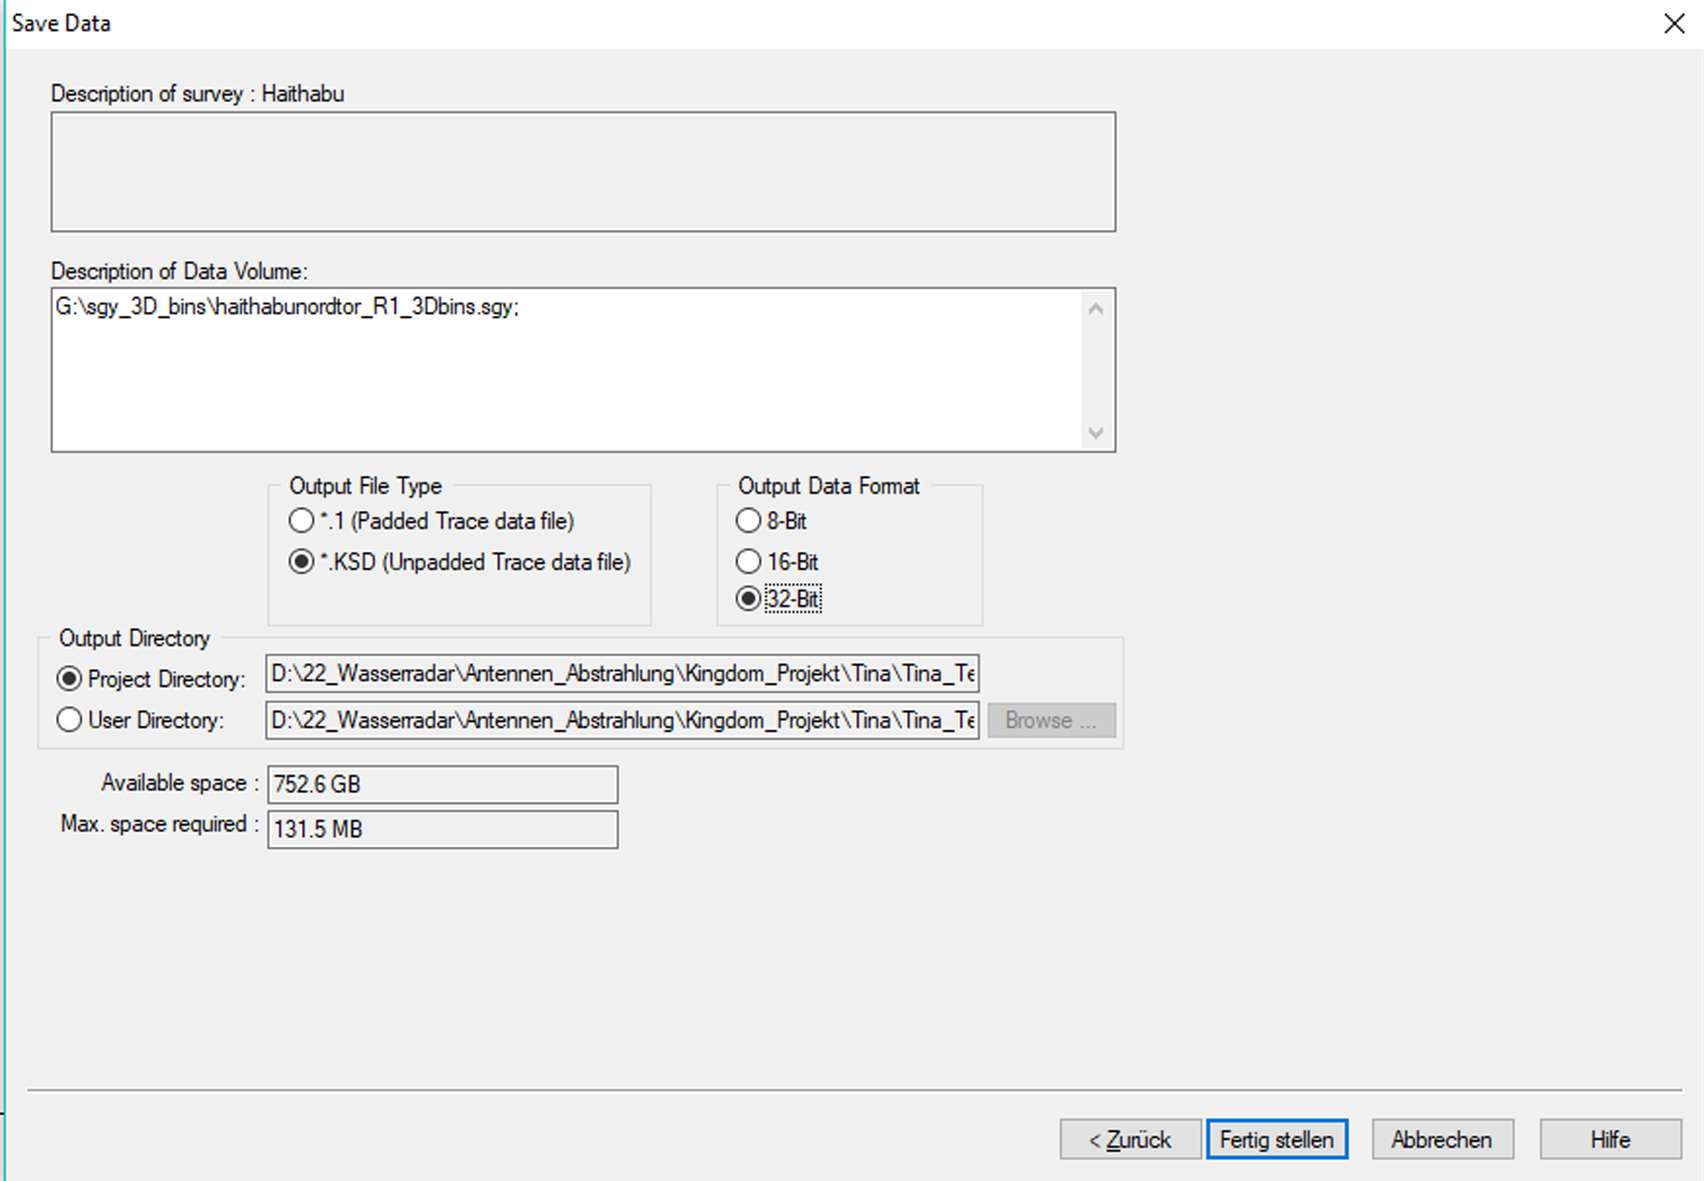 Save Data
Description of survey : Haithabu
Description of Data Volume:
G:\sgy_3D_bins\haithabunordtor_R1_3Dbins.sgy;
Output File Type
*.1 (Padded Trace data file)
*.KSD (Unpadded Trace data file)
Output Data Format
8-Bit
16-Bit
32-Bit
Output Directory
Project Directory: D:\22_Wasserradar\Antennen_Abstrahlung\Kingdom_Projekt\Tina\Tina_Te
User Directory: D:\22_Wasserradar\Antennen_Abstrahlung\Kingdom_Projekt\Tina\Tina_Te Browse ...
Available space : 752.6 GB
Max. space required : 131.5 MB
< Zurück Fertig stellen Abbrechen Hilfe